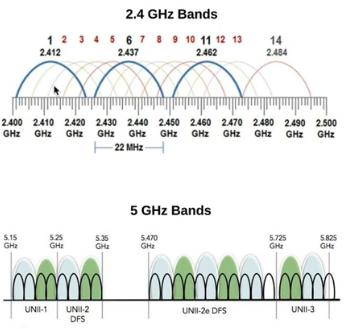 2.4 GHz Bands
1 2 3 4 5 6 7 8 9 10 11 12 13 14
2.412 2.437 2.462 2.484
2.400 2.410 2.420 2.430 2.440 2.450 2.460 2.470 2.480 2.490 2.500
GHz GHz GHz GHz GHz GHz GHz GHz GHz GHz GHz
22 MHz
5 GHz Bands
5.15 5.25 5.35 5.470 5.725 5.825
GHz GHz GHz GHz GHz GHz
UNII-1 UNII-2 UNII-2e DFS UNII-3
DFS